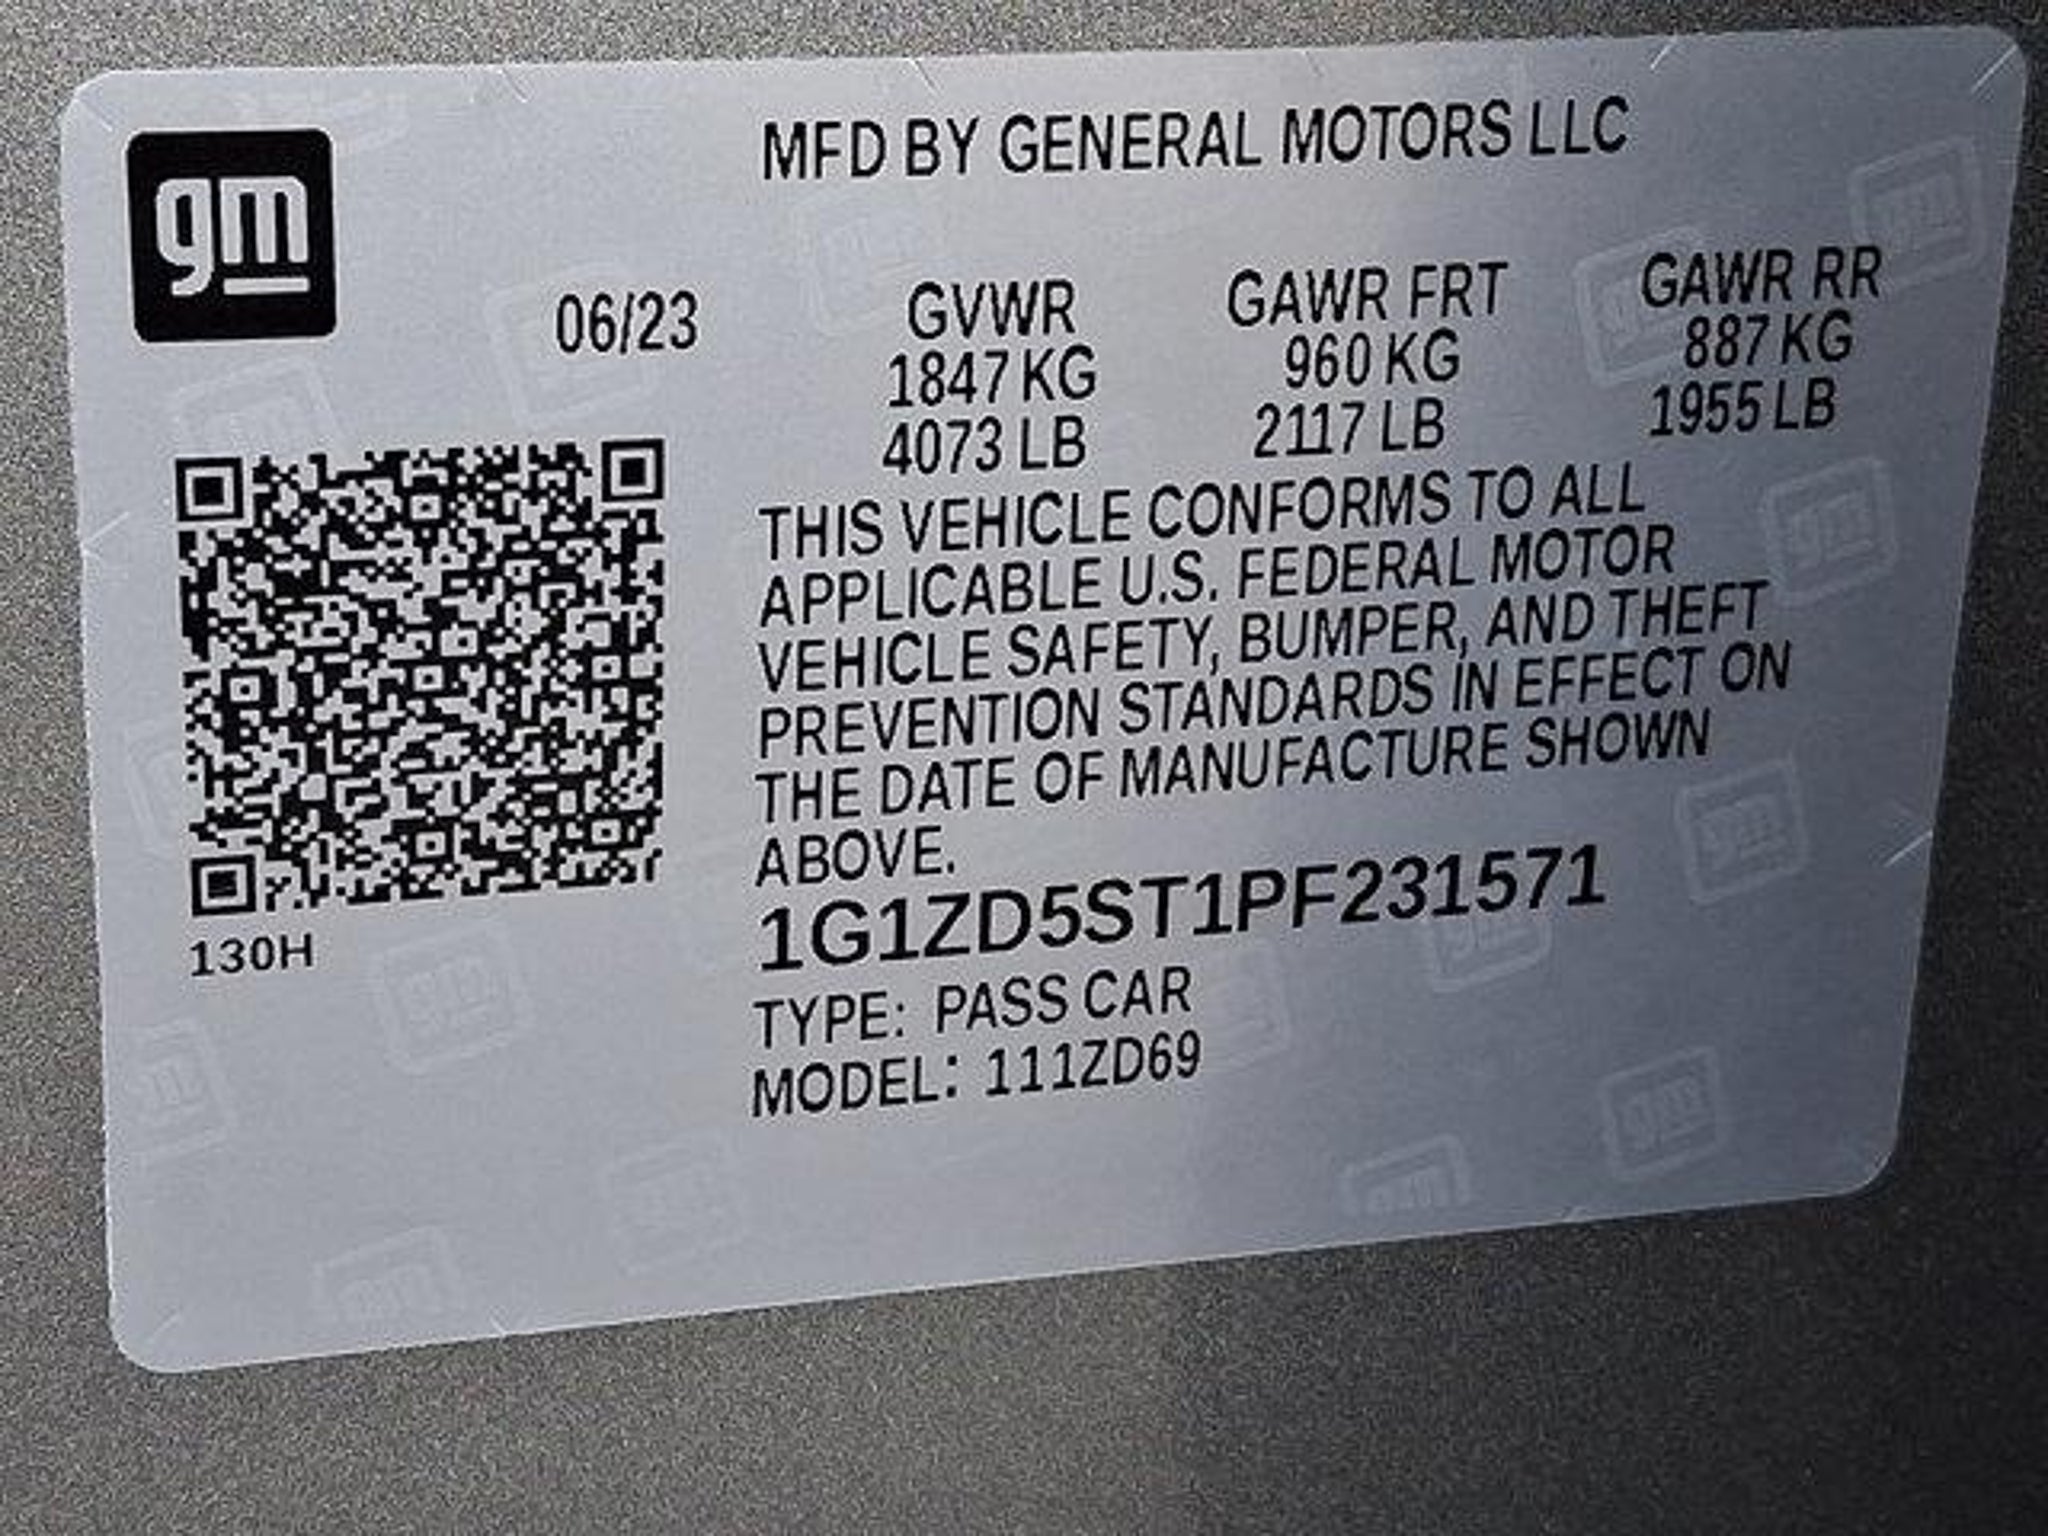 gm
MFD BY GENERAL MOTORS LLC
06/23
GVWR GAWR FRT GAWR RR
1847 KG 960 KG 887 KG
4073 LB 2117 LB 1955 LB
THIS VEHICLE CONFORMS TO ALL
APPLICABLE U.S. FEDERAL MOTOR
VEHICLE SAFETY, BUMPER, AND THEFT
PREVENTION STANDARDS IN EFFECT ON
THE DATE OF MANUFACTURE SHOWN
ABOVE.
1G1ZD5ST1PF231571
130H
TYPE: PASS CAR
MODEL: 111ZD69